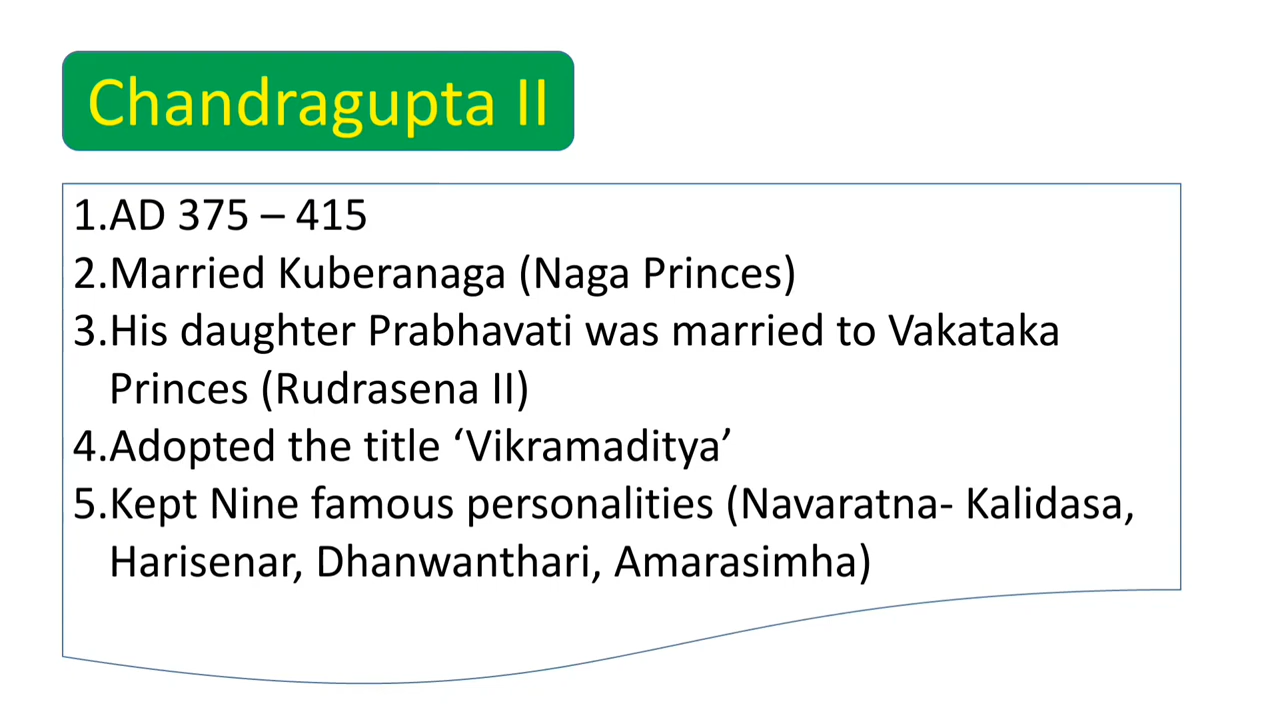 Chandragupta II
1.AD 375 – 415
2.Married Kuberanaga (Naga Princes)
3.His daughter Prabhavati was married to Vakataka
Princes (Rudrasena II)
4.Adopted the title ‘Vikramaditya’
5.Kept Nine famous personalities (Navaratna- Kalidasa,
Harisenar, Dhanwanthari, Amarasimha)